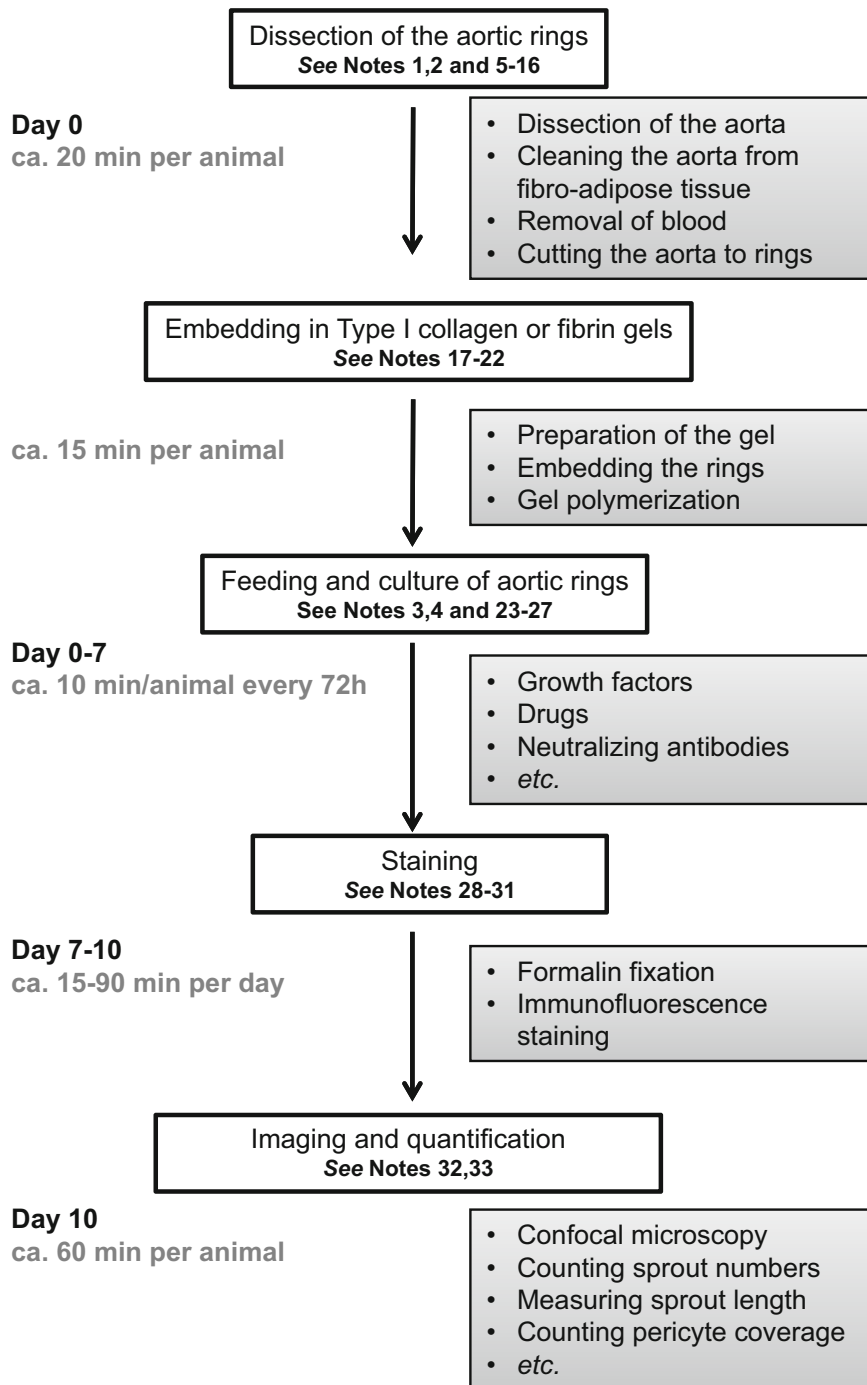 Dissection of the aortic rings
See Notes 1,2 and 5-16
Day 0
ca. 20 min per animal
• Dissection of the aorta
• Cleaning the aorta from
fibro-adipose tissue
• Removal of blood
• Cutting the aorta to rings
Embedding in Type I collagen or fibrin gels
See Notes 17-22
ca. 15 min per animal
• Preparation of the gel
• Embedding the rings
• Gel polymerization
Feeding and culture of aortic rings
See Notes 3,4 and 23-27
Day 0-7
ca. 10 min/animal every 72h
• Growth factors
• Drugs
• Neutralizing antibodies
• etc.
Staining
See Notes 28-31
Day 7-10
ca. 15-90 min per day
• Formalin fixation
• Immunofluorescence
staining
Imaging and quantification
See Notes 32,33
Day 10
ca. 60 min per animal
• Confocal microscopy
• Counting sprout numbers
• Measuring sprout length
• Counting pericyte coverage
• etc.